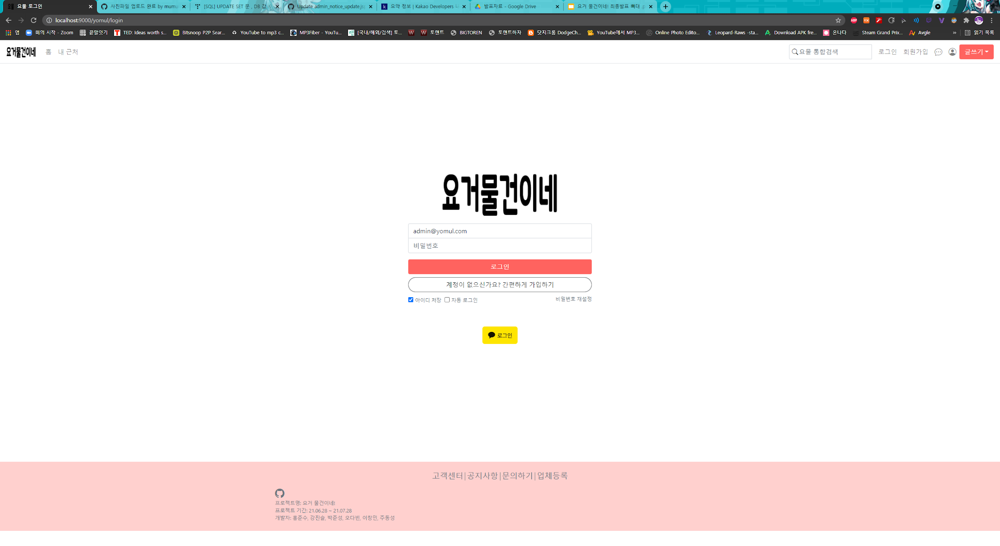 요물 로그인
사진파일 업로드 완료 by mumu
[SQL] UPDATE SET 문 , DB 값
Update admin_notice_update.jsp
요약 정보 | Kakao Developers
발표자료 - Google Drive
요거 물건이네! 최종발표 뼈대 .p
localhost:9000/yomul/login
앱
회의 시작 - Zoom
끝말잇기
TED: Ideas worth s...
Bitsnoop P2P Sear...
YouTube to mp3 c...
MP3Fiber - YouTu...
[국내/해외/검색] 토...
토렌트
BIGTOREN
토렌트하자
닷지크롬 DodgeCh...
YouTube에서 MP3...
Online Photo Edito...
Leopard-Raws -sta...
Download APK fre...
온나다
Steam Grand Prix...
Avgle
»
읽기 목록
요거물건이네
홈
내 근처
요물 통합검색
로그인
회원가입
글쓰기
요거물건이네
admin@yomul.com
비밀번호
로그인
계정이 없으신가요? 간편하게 가입하기
아이디 저장 자동 로그인 비밀번호 재설정
로그인
고객센터|공지사항|문의하기|업체등록
프로젝트명: 요거 물건이네!
프로젝트 기간: 21.06.28 ~ 21.07.28
개발자: 홍준수, 강진슬, 박준성, 오다빈, 이창민, 주동성